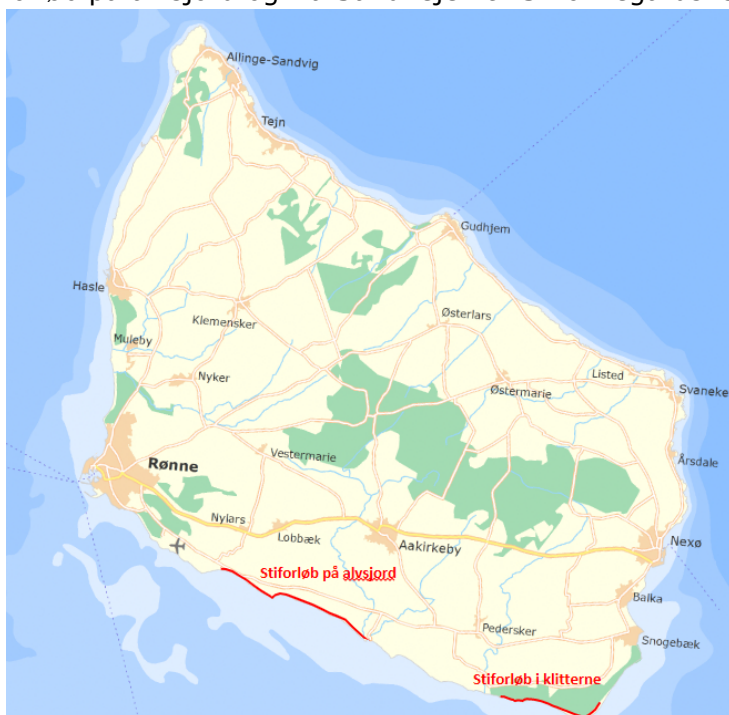 Allinge-Sandvig
Tejn
Gudhjem
Hasle
Klemensker
Østerlars
Muleby
Listed
Svaneke
Nyker
Østermarie
Rønne
Vestermarie
Årsdale
Nylars
Lobbæk
Aakirkeby
Nexø
Stiforløb på alvsjord
Balka
Pedersker
Snogebæk
Stiforløb i klitterne